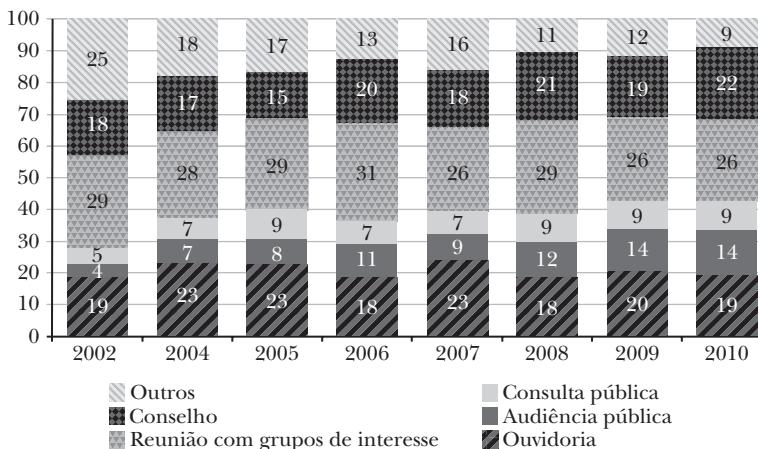 100
90
80
70
60
50
40
30
20
10
0
25 18 17 13 16 11 12 9
18 17 15 20 18 21 19 22
29 28 29 31 26 29 26 26
5 7 9 7 7 9 9 9
4 7 8 11 9 12 14 14
19 23 23 18 23 18 20 19
2002 2004 2005 2006 2007 2008 2009 2010
Outros Consulta pública
Conselho Audiência pública
Reunião com grupos de interesse Ouvidoria